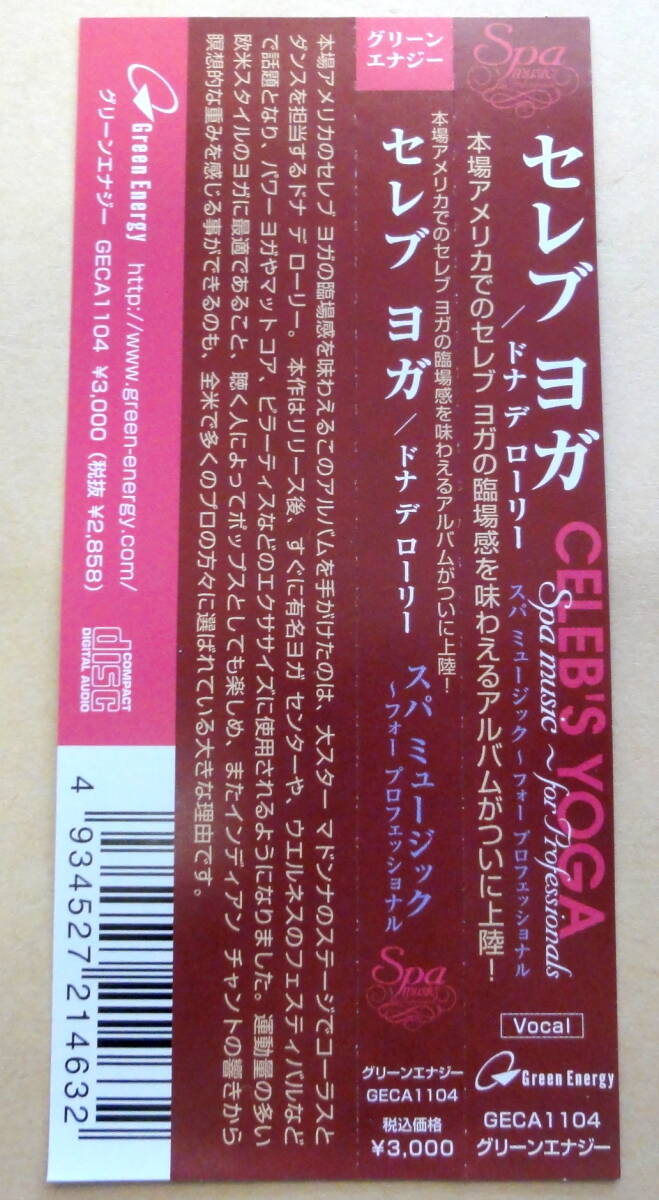 Spa
music
セレブ ヨガ
／ドナ デ ローリー
CELEB'S YOGA
Spa music ～for Professionals
スパ ミュージック ～フォー プロフェッショナル
本場アメリカでのセレブ ヨガの臨場感を味わえるアルバムがついに上陸！
Vocal
Green Energy
GECA1104
グリーンエナジー
グリーン
エナジー
本場アメリカでのセレブ ヨガの臨場感を味わえるアルバムがついに上陸！
セレブ ヨガ／ドナ デ ローリー
スパ ミュージック
～フォー プロフェッショナル
Spa
music
グリーンエナジー
GECA1104
税込価格
¥3,000
本場アメリカのセレブ ヨガの臨場感を味わえるこのアルバムを手がけたのは、大スター マドンナのステージでコーラスと
ダンスを担当するドナ デ ローリー。 本作はリリース後、すぐに有名ヨガ センターや、ウエルネスのフェスティバルなど
で話題となり、パワー ヨガやマット コア、ピラーティスなどのエクササイズに使用されるようになりました。運動量の多い
欧米スタイルのヨガに最適であること、聴く人によってポップスとしても楽しめ、またインディアン チャントの響きから
瞑想的な重みを感じる事ができるのも、全米で多くのプロの方々に選ばれている大きな理由です。
Green Energy http://www.green-energy.com/
グリーンエナジー GECA1104 ¥3,000（税抜 ¥2,858）
COMPACT
disc
DIGITAL AUDIO
4 934527 214632